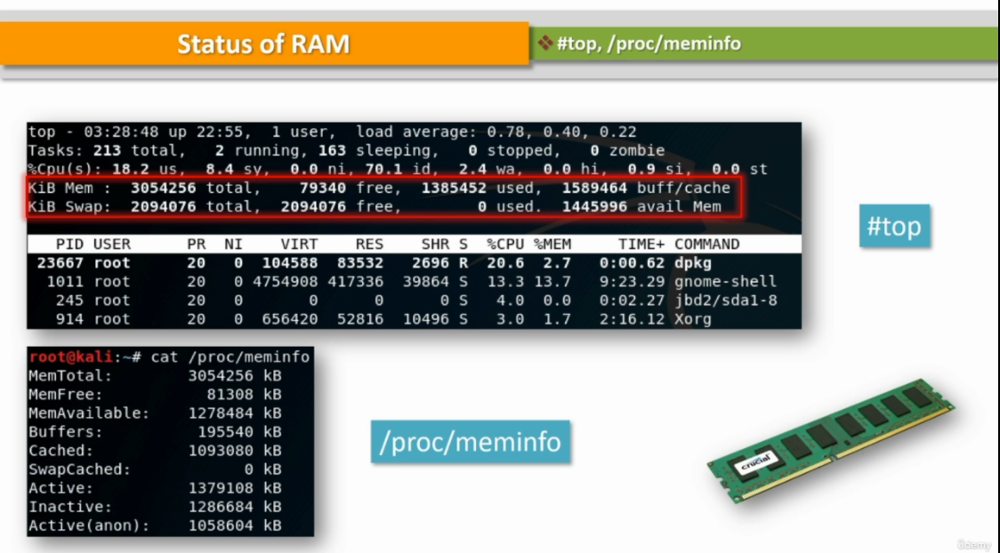 Status of RAM
❖ #top, /proc/meminfo
top - 03:28:48 up 22:55,  1 user,  load average: 0.78, 0.40, 0.22
Tasks: 213 total,   2 running, 163 sleeping,   0 stopped,   0 zombie
%Cpu(s): 18.2 us,  8.4 sy,  0.0 ni, 70.1 id,  2.4 wa,  0.0 hi,  0.9 si,  0.0 st
KiB Mem :  3054256 total,    79340 free,  1385452 used,  1589464 buff/cache
KiB Swap:  2094076 total,  2094076 free,        0 used.  1445996 avail Mem
PID USER      PR  NI    VIRT    RES    SHR S  %CPU %MEM     TIME+ COMMAND
23667 root      20   0  104588  83532   2696 R  20.6  2.7   0:00.62 dpkg
1011 root      20   0 4754908 417336  39864 S  13.3 13.7   9:23.29 gnome-shell
245 root      20   0       0      0      0 S   4.0  0.0   0:02.27 jbd2/sda1-8
914 root      20   0  656420  52816  10496 S   3.0  1.7   2:16.12 Xorg
#top
root@kali:~# cat /proc/meminfo
MemTotal:        3054256 kB
MemFree:           81308 kB
MemAvailable:    1278484 kB
Buffers:          195540 kB
Cached:          1093080 kB
SwapCached:            0 kB
Active:          1379108 kB
Inactive:        1286684 kB
Active(anon):    1058604 kB
/proc/meminfo
crucial
Udemy